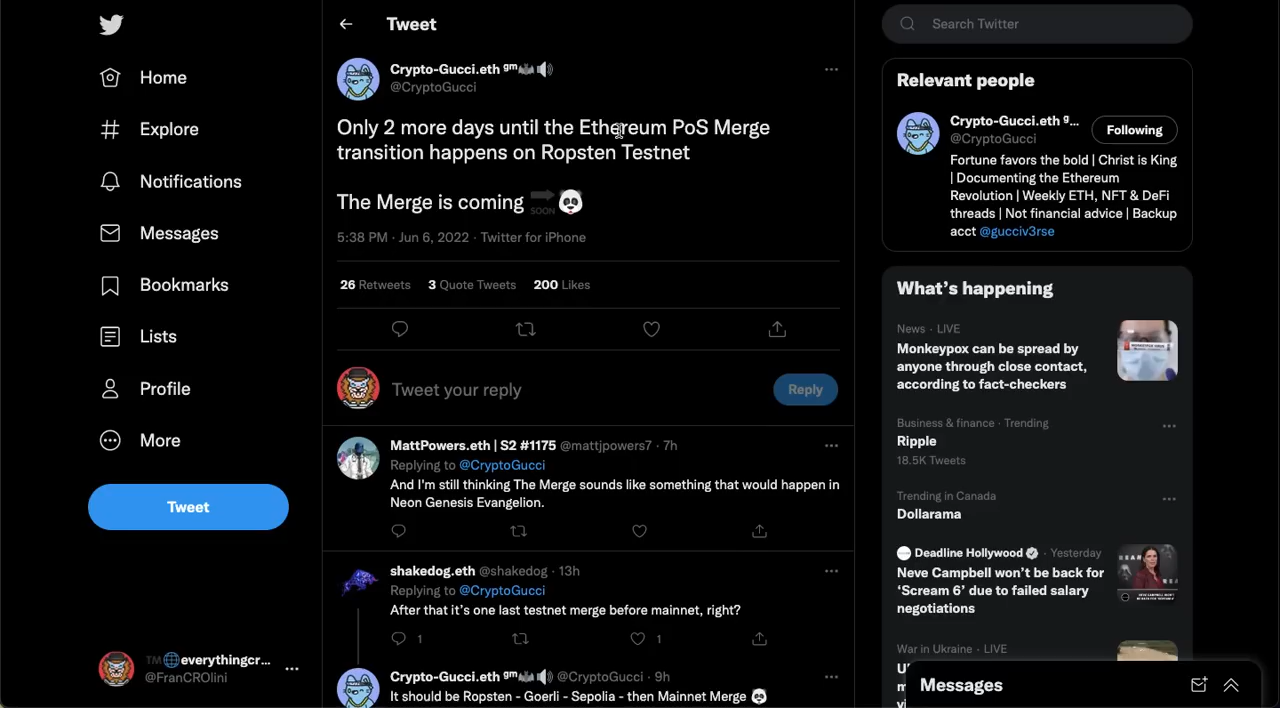 Home
Explore
Notifications
Messages
Bookmarks
Lists
Profile
More
Tweet
everythingcr...
@FranCROlini
Tweet
Crypto-Gucci.eth gm
@CryptoGucci
Only 2 more days until the Ethereum PoS Merge
transition happens on Ropsten Testnet
The Merge is coming SOON
5:38 PM · Jun 6, 2022 · Twitter for iPhone
26 Retweets 3 Quote Tweets 200 Likes
Tweet your reply
Reply
MattPowers.eth | S2 #1175 @mattjpowers7 · 7h
Replying to @CryptoGucci
And I'm still thinking The Merge sounds like something that would happen in
Neon Genesis Evangelion.
shakedog.eth @shakedog · 13h
Replying to @CryptoGucci
After that it's one last testnet merge before mainnet, right?
1 1
Crypto-Gucci.eth gm @CryptoGucci · 9h
It should be Ropsten - Goerli - Sepolia - then Mainnet Merge
Search Twitter
Relevant people
Crypto-Gucci.eth g...
@CryptoGucci
Following
Fortune favors the bold | Christ is King
| Documenting the Ethereum
Revolution | Weekly ETH, NFT & DeFi
threads | Not financial advice | Backup
acct @gucciv3rse
What's happening
News · LIVE
Monkeypox can be spread by
anyone through close contact,
according to fact-checkers
Business & finance · Trending
Ripple
18.5K Tweets
Trending in Canada
Dollarama
Deadline Hollywood · Yesterday
Neve Campbell won't be back for
'Scream 6' due to failed salary
negotiations
War in Ukraine · LIVE
Messages